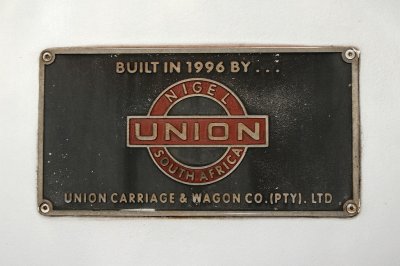 BUILT IN 1996 BY...
NIGEL
UNION
SOUTH AFRICA
UNION CARRIAGE & WAGON CO.(PTY). LTD